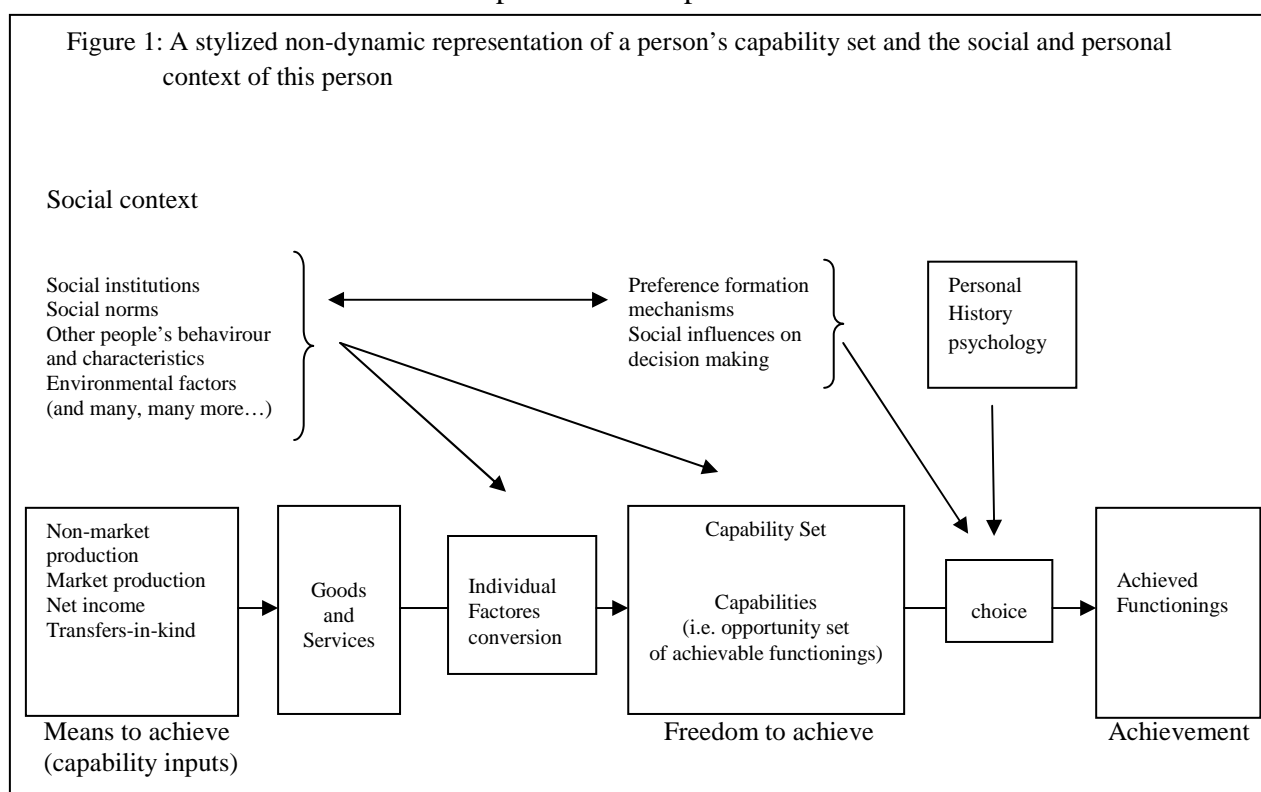 Figure 1: A stylized non-dynamic representation of a person's capability set and the social and personal
context of this person
Social context
Social institutions
Social norms
Other people's behavirour
and characteristics
Environmental factors
(and many, many more…)
Preference formation
mechanisms
Social influences on
decision making
Personal
History
psychology
Non-market
production
Market production
Net income
Transfers-in-kind
Goods
and
Services
Individual
Factores
conversion
Capability Set
Capabilities
(i.e. opportunity set
of achievable functionings)
choice
Achieved
Functionings
Means to achieve
(capability inputs)
Freedom to achieve
Achievement